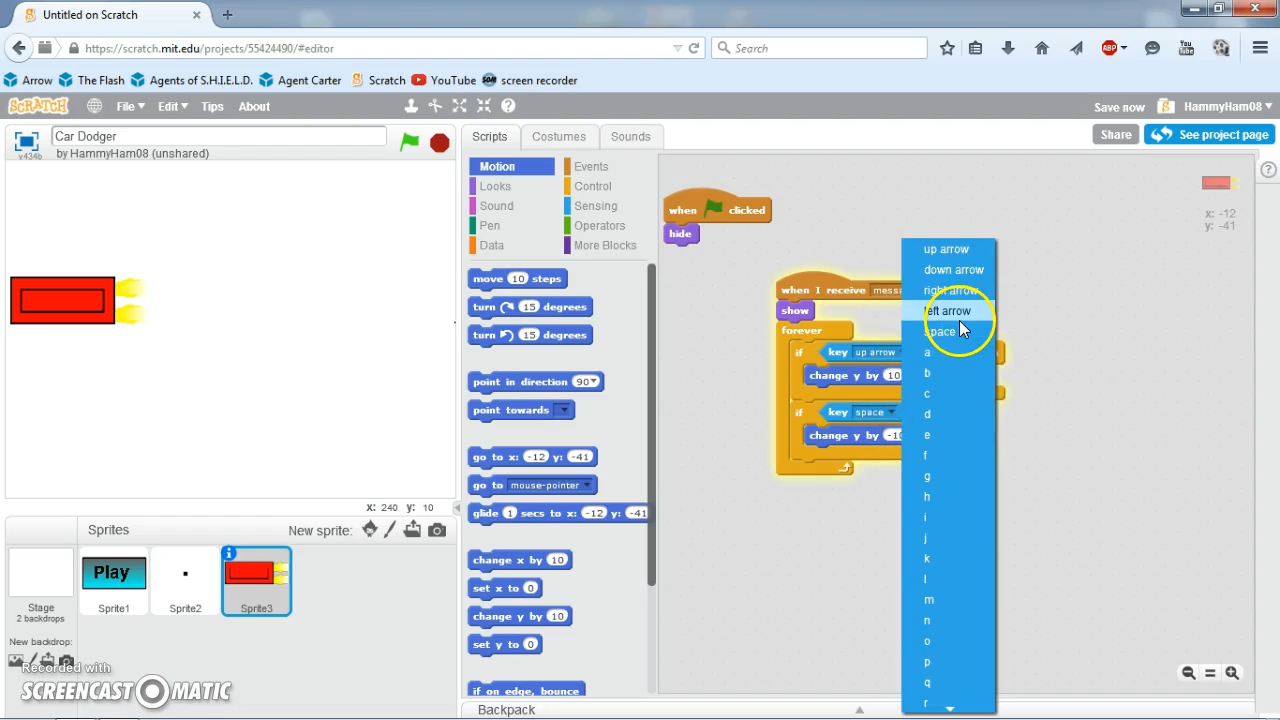 Untitled on Scratch
https://scratch.mit.edu/projects/55424490/#editor
Search
ABP
You Tube
Arrow The Flash Agents of S.H.I.E.L.D. Agent Carter Scratch YouTube SOM screen recorder
SCRATCH File Edit Tips About Save now HammyHam08
Car Dodger
by HammyHam08 (unshared)
v434b
Scripts Costumes Sounds
Share See project page
Motion Events
Looks Control
Sound Sensing
Pen Operators
Data More Blocks
move 10 steps
turn 15 degrees
turn 15 degrees
point in direction 90
point towards
go to x: -12 y: -41
go to mouse-pointer
glide 1 secs to x: -12 y: -41
change x by 10
set x to 0
change y by 10
set y to 0
if on edge, bounce
when clicked
hide
when I receive
show
forever
if key up arrow
change y by 10
if key space
change y by -10
up arrow
down arrow
right arrow
left arrow
space
a
b
c
d
e
f
g
h
i
j
k
l
m
n
o
p
q
r
x: -12
y: -41
x: 240 y: 10
Sprites New sprite:
Play
Stage
2 backdrops
Sprite1 Sprite2 Sprite3
New backdrop:
Recorded with
SCREENCAST MATIC
Backpack